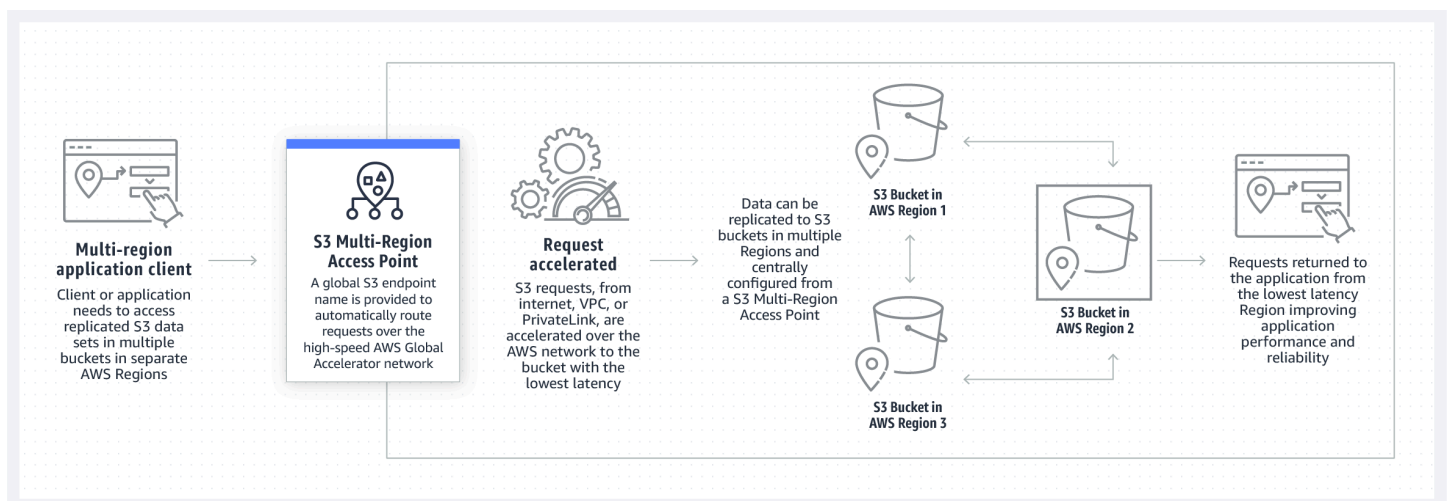 Multi-region
application client
Client or application
needs to access
replicated S3 data
sets in multiple
buckets in separate
AWS Regions
S3 Multi-Region
Access Point
A global S3 endpoint
name is provided to
automatically route
requests over the
high-speed AWS Global
Accelerator network
Request
accelerated
S3 requests, from
internet, VPC, or
PrivateLink, are
accelerated over the
AWS network to the
bucket with the
lowest latency
Data can be
replicated to S3
buckets in multiple
Regions and
centrally
configured from
a S3 Multi-Region
Access Point
S3 Bucket in
AWS Region 1
S3 Bucket in
AWS Region 3
S3 Bucket in
AWS Region 2
Requests returned to
the application from
the lowest latency
Region improving
application
performance and
reliability